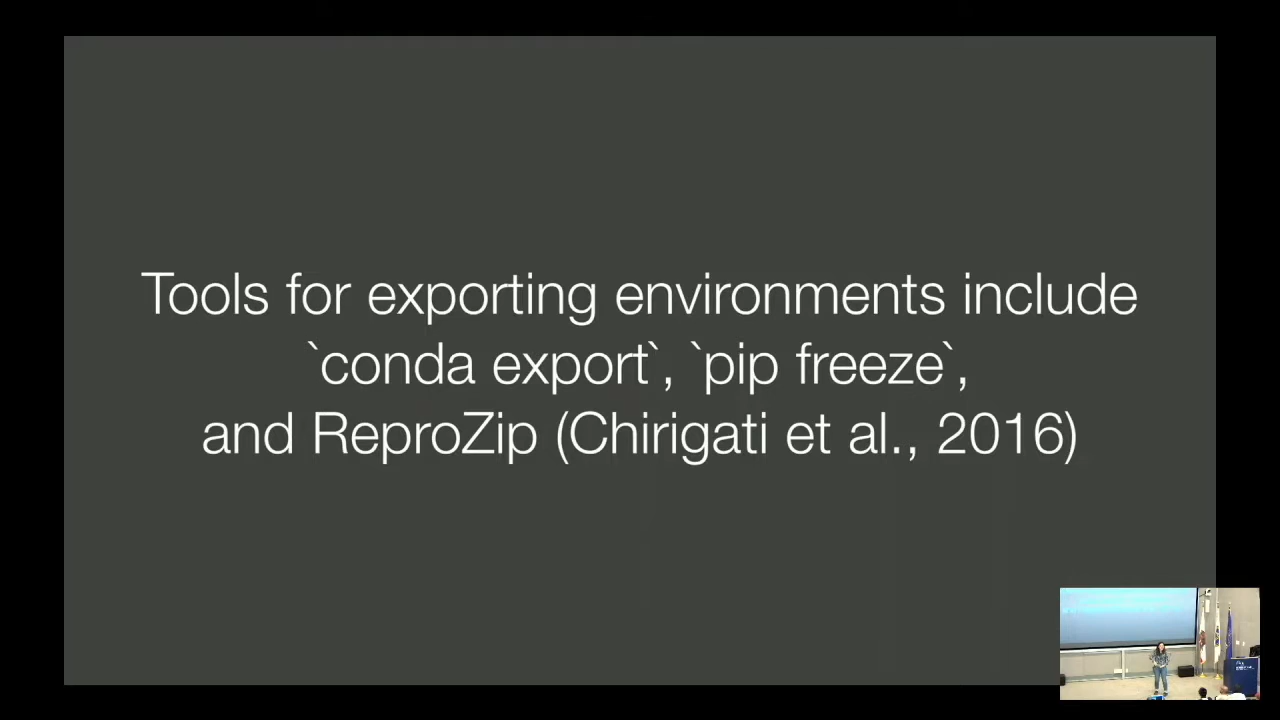 Tools for exporting environments include
`conda export`, `pip freeze`,
and ReproZip (Chirigati et al., 2016)